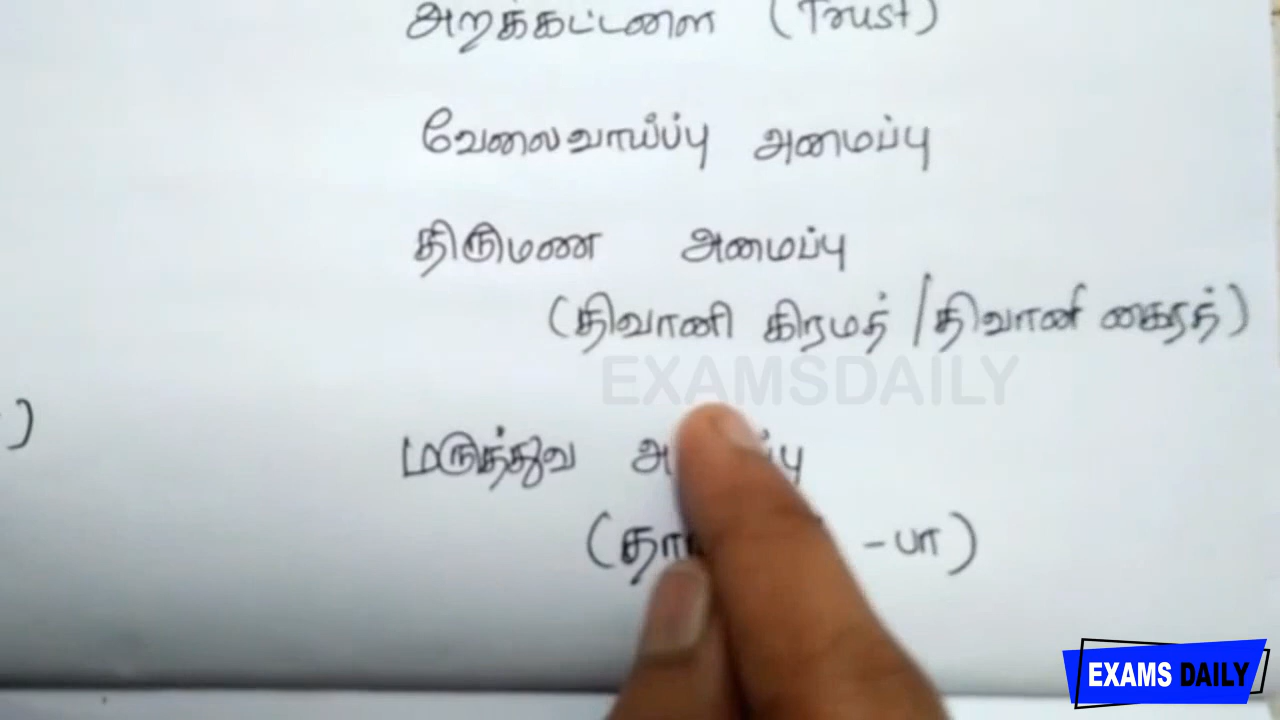 அறக்கட்டளை (Trust)
வேலைவாய்ப்பு அமைப்பு
திருமண அமைப்பு
(திவானி கிரமத் / திவானி கைரத்)
EXAMSDAILY
)
மருத்துவ
-பா)
EXAMS DAILY